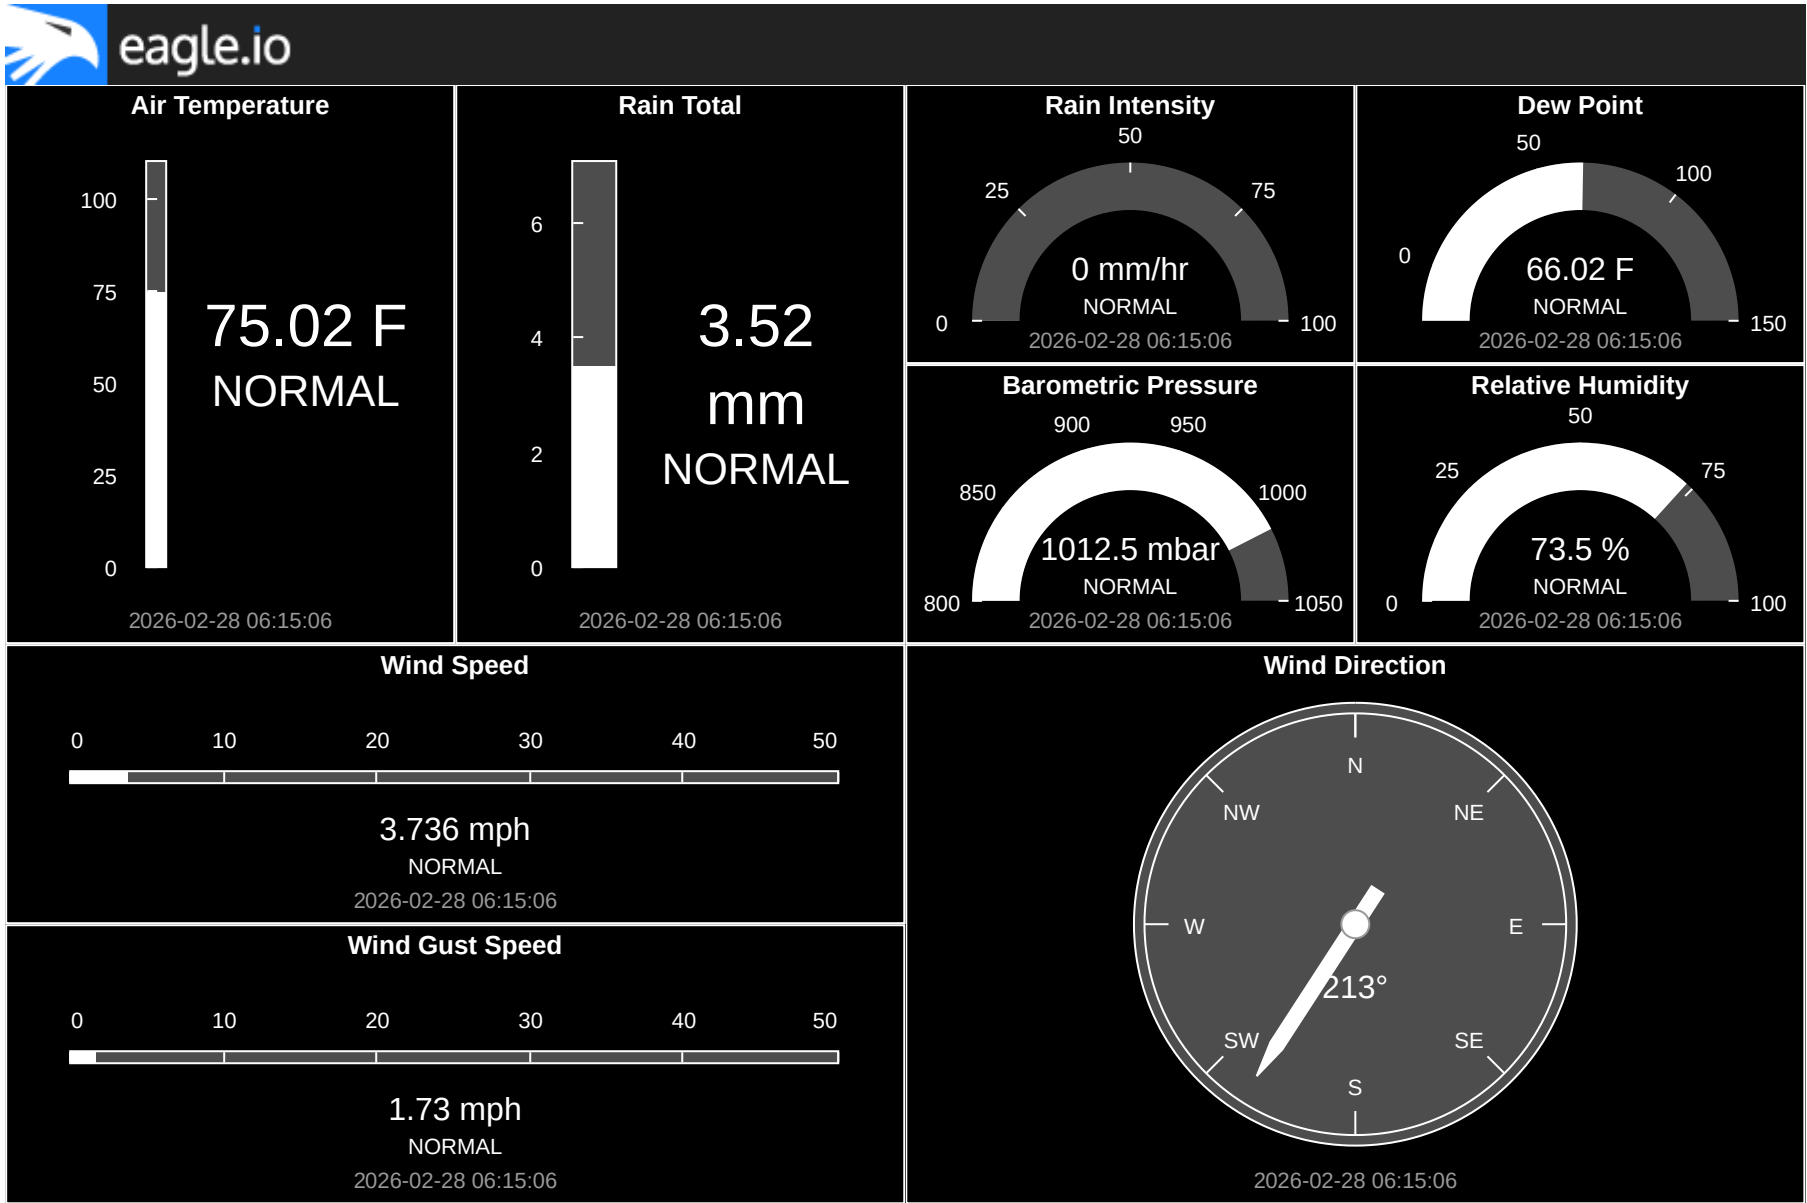 eagle.io
Air Temperature
100
75
50
25
0
75.02 F
NORMAL
2026-02-28 06:15:06
Rain Total
6
4
2
0
3.52
mm
NORMAL
2026-02-28 06:15:06
Rain Intensity
50
25
75
0
100
0 mm/hr
NORMAL
2026-02-28 06:15:06
Dew Point
50
100
0
150
66.02 F
NORMAL
2026-02-28 06:15:06
Barometric Pressure
900
950
850
1000
800
1050
1012.5 mbar
NORMAL
2026-02-28 06:15:06
Relative Humidity
50
25
75
0
100
73.5 %
NORMAL
2026-02-28 06:15:06
Wind Speed
0 10 20 30 40 50
3.736 mph
NORMAL
2026-02-28 06:15:06
Wind Gust Speed
0 10 20 30 40 50
1.73 mph
NORMAL
2026-02-28 06:15:06
Wind Direction
N
NW NE
W E
213°
SW SE
S
2026-02-28 06:15:06